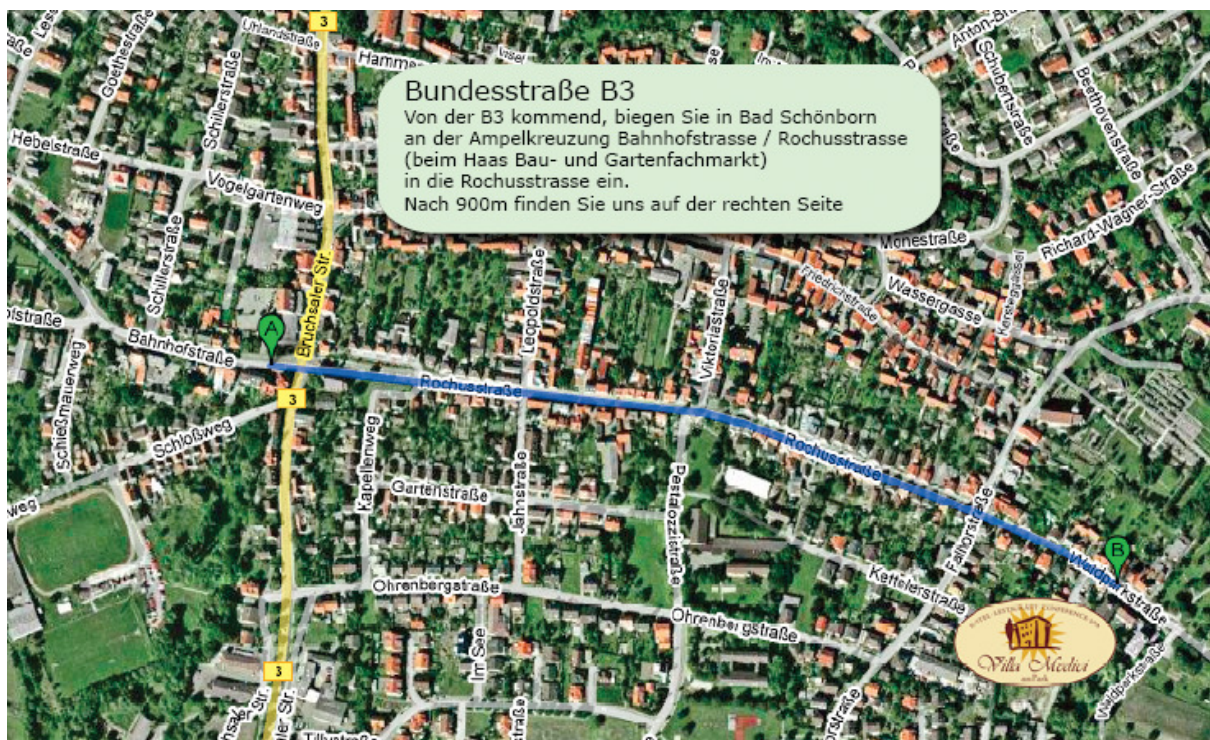 3
Uhlandstraße
Goethestraße
Schillerstraße
Hebelstraße
Vogelgartenweg
Bundesstraße B3
Von der B3 kommend, biegen Sie in Bad Schönborn
an der Ampelkreuzung Bahnhofstrasse / Rochusstrasse
(beim Haas Bau- und Gartenfachmarkt)
in die Rochusstrasse ein.
Nach 900m finden Sie uns auf der rechten Seite
Schubertstraße
Beethovenstraße
Richard-Wagner-Straße
Monestraße
Wassergasse
Friedrichstraße
Schillerstraße
Bruchsaler Str.
Leopoldstraße
Viktoriastraße
A
Bahnhofstraße
Rochusstraße
3
Schießmauerweg
Schloßweg
Kapellenweg
Gartenstraße
Jahnstraße
Pestalozzistraße
Rochusstraße
B
Waldparkstraße
Kettelerstraße
Ohrenbergstraße
Ohrenbergstraße
Im See
Villa Medici
Waldparkstraße
3